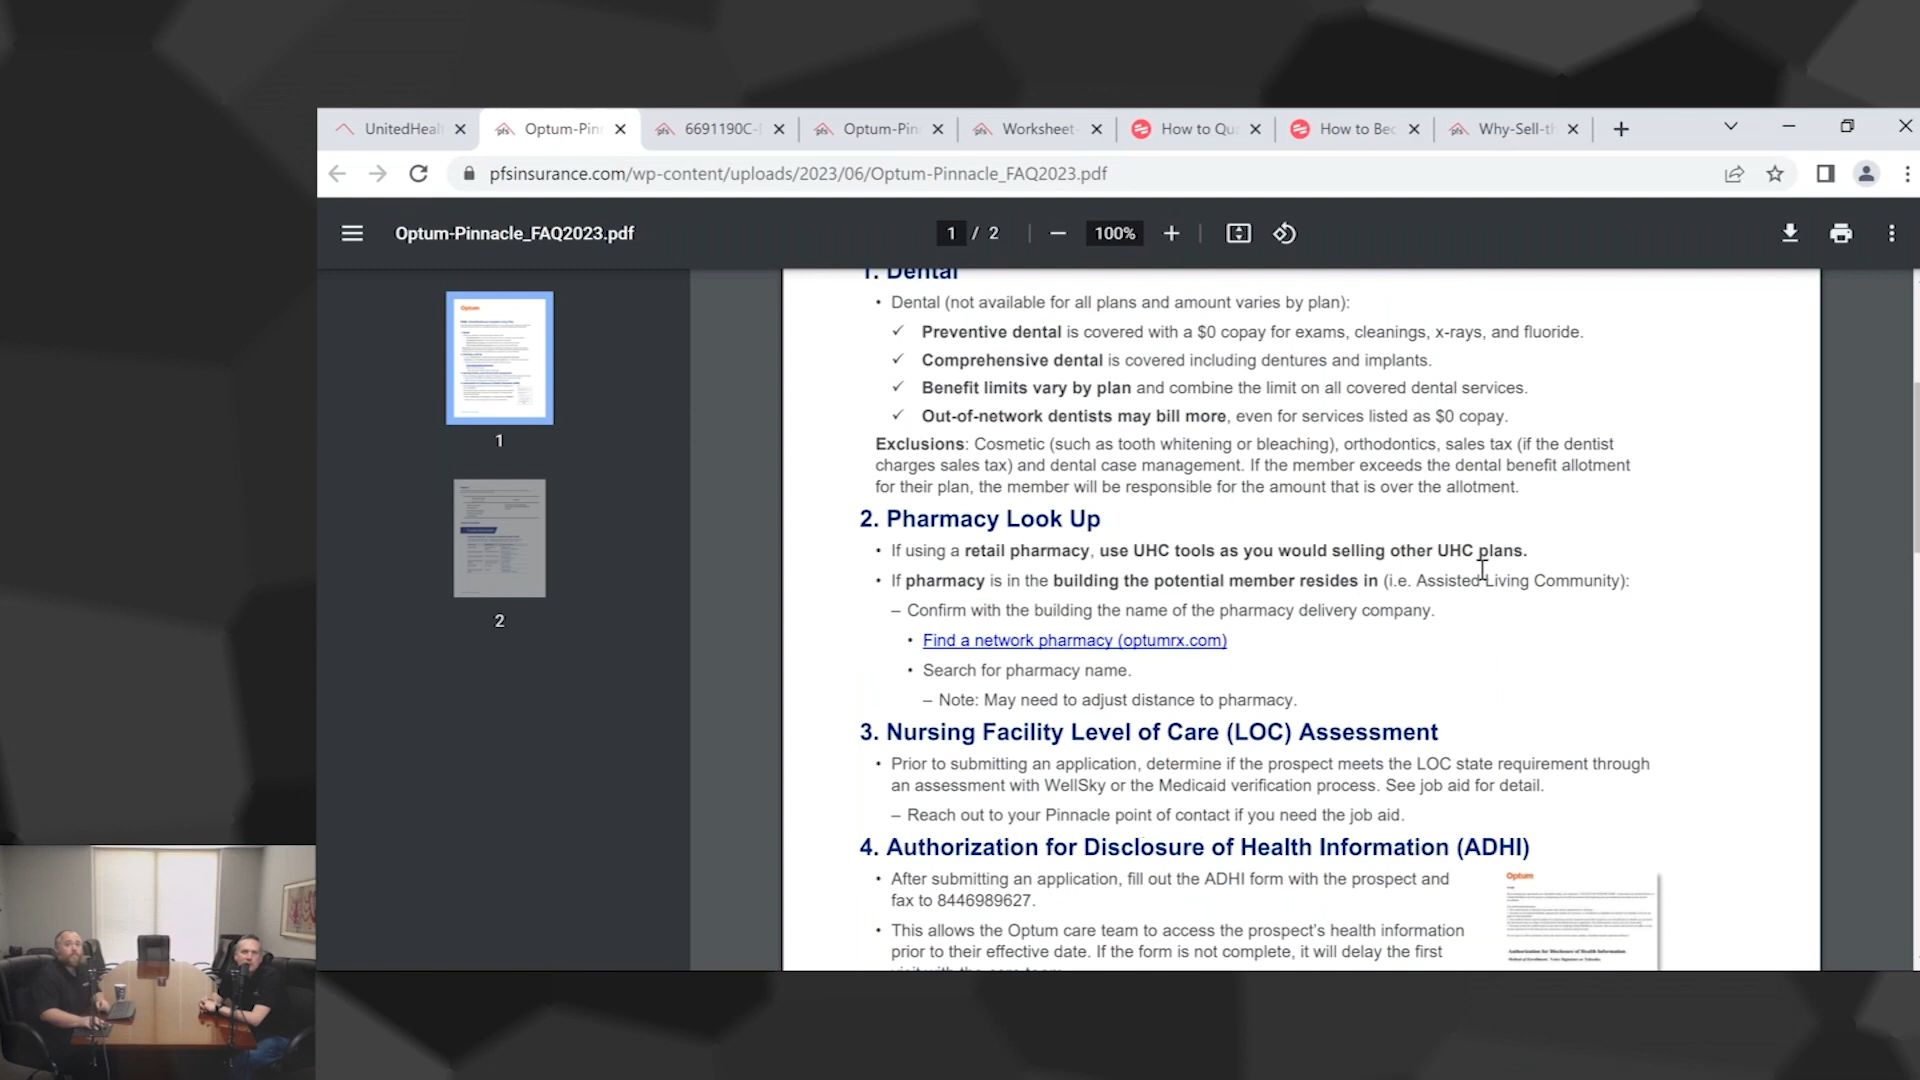 UnitedHeal
Optum-Pin
6691190C-
Optum-Pin
Worksheet-
How to Qu
How to Bec
Why-Sell-t
pfsinsurance.com/wp-content/uploads/2023/06/Optum-Pinnacle_FAQ2023.pdf
Optum-Pinnacle_FAQ2023.pdf
1 / 2
100%
1
2
1. Dental
• Dental (not available for all plans and amount varies by plan):
✓ Preventive dental is covered with a $0 copay for exams, cleanings, x-rays, and fluoride.
✓ Comprehensive dental is covered including dentures and implants.
✓ Benefit limits vary by plan and combine the limit on all covered dental services.
✓ Out-of-network dentists may bill more, even for services listed as $0 copay.
Exclusions: Cosmetic (such as tooth whitening or bleaching), orthodontics, sales tax (if the dentist
charges sales tax) and dental case management. If the member exceeds the dental benefit allotment
for their plan, the member will be responsible for the amount that is over the allotment.
2. Pharmacy Look Up
• If using a retail pharmacy, use UHC tools as you would selling other UHC plans.
• If pharmacy is in the building the potential member resides in (i.e. Assisted Living Community):
– Confirm with the building the name of the pharmacy delivery company.
• Find a network pharmacy (optumrx.com)
• Search for pharmacy name.
– Note: May need to adjust distance to pharmacy.
3. Nursing Facility Level of Care (LOC) Assessment
• Prior to submitting an application, determine if the prospect meets the LOC state requirement through
an assessment with WellSky or the Medicaid verification process. See job aid for detail.
– Reach out to your Pinnacle point of contact if you need the job aid.
4. Authorization for Disclosure of Health Information (ADHI)
• After submitting an application, fill out the ADHI form with the prospect and
fax to 8446989627.
• This allows the Optum care team to access the prospect's health information
prior to their effective date. If the form is not complete, it will delay the first
visit with the care team.
Optum
Authorization for Disclosure of Health Information